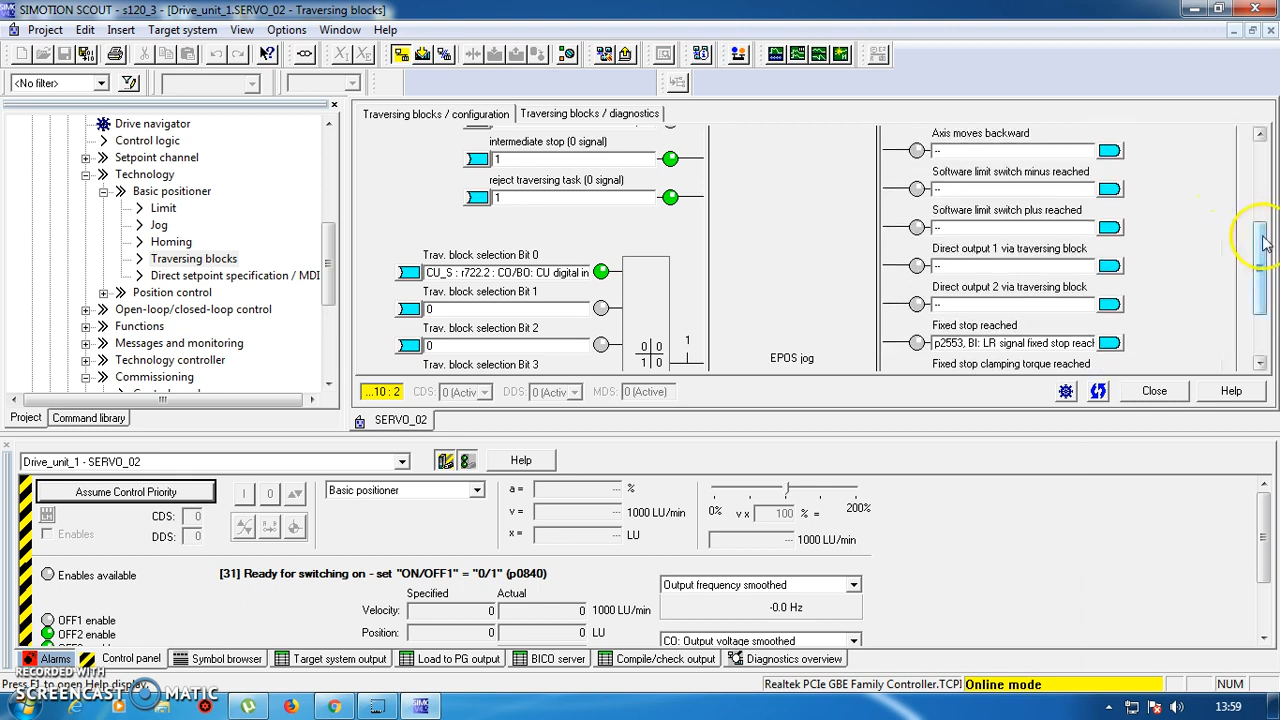 SIMOTION SCOUT - s120_3 - [Drive_unit_1.SERVO_02 - Traversing blocks]
Project Edit Insert Target system View Options Window Help
<No filter>
Drive navigator
Control logic
Setpoint channel
Technology
Basic positioner
Limit
Jog
Homing
Traversing blocks
Direct setpoint specification / MDI
Position control
Open-loop/closed-loop control
Functions
Messages and monitoring
Technology controller
Commissioning
Project Command library
Traversing blocks / configuration Traversing blocks / diagnostics
intermediate stop (0 signal)
1
reject traversing task (0 signal)
1
Trav. block selection Bit 0
CU_S : r722.2 : CO/BO: CU digital in
Trav. block selection Bit 1
0
Trav. block selection Bit 2
0
Trav. block selection Bit 3
0 0
1 0
1
EPOS jog
Axis moves backward
--
Software limit switch minus reached
--
Software limit switch plus reached
--
Direct output 1 via traversing block
--
Direct output 2 via traversing block
--
Fixed stop reached
p2553, BI: LR signal fixed stop reach
Fixed stop clamping torque reached
...10 : 2 CDS: 0 (Activ DDS: 0 (Activ MDS: 0 (Active) Close Help
SERVO_02
Drive_unit_1 - SERVO_02 Help
Assume Control Priority I 0 Basic positioner
CDS: 0
Enables DDS: 0
a = --- %
v = --- 1000 LU/min
x = --- LU
0% 200%
v x 100 % =
--- 1000 LU/min
Enables available [31] Ready for switching on - set "ON/OFF1" = "0/1" (p0840)
OFF1 enable
OFF2 enable
Specified Actual
Velocity: 0 0 1000 LU/min
Position: 0 0 LU
Output frequency smoothed
-0.0 Hz
CO: Output voltage smoothed
Alarms Control panel Symbol browser Target system output Load to PG output BICO server Compile/check output Diagnostics overview
Press F1 to open Help display. Realtek PCIe GBE Family Controller.TCPI Online mode NUM
RECORDED WITH
SCREENCAST MATIC
13:59